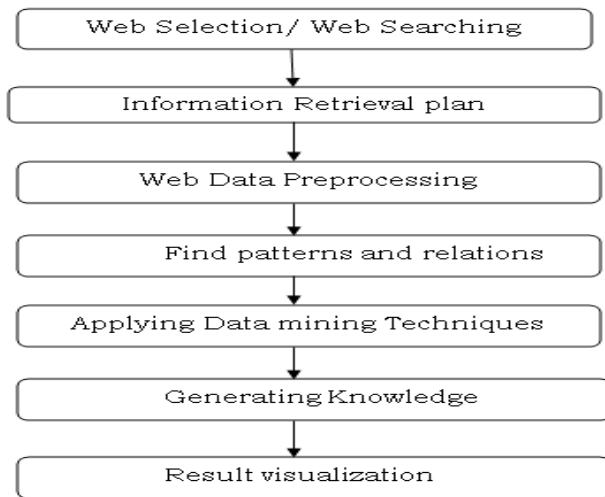 Web Selection/ Web Searching
Information Retrieval plan
Web Data Preprocessing
Find patterns and relations
Applying Data mining Techniques
Generating Knowledge
Result visualization